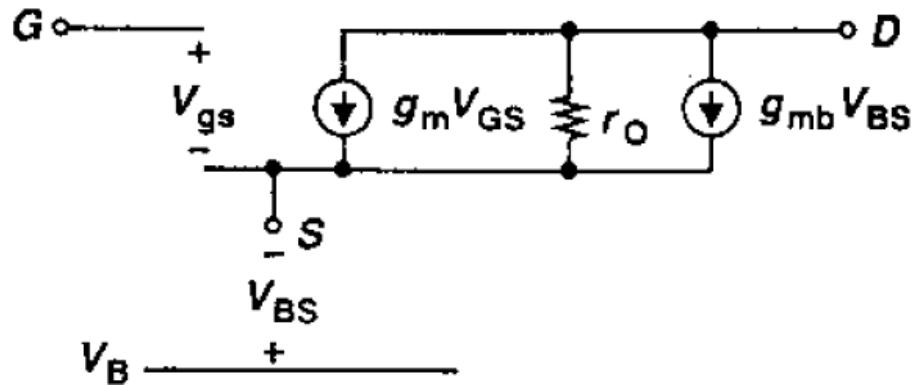 G
D
+
V_gs
-
g_m V_GS
r_O
g_mb V_BS
S
-
V_BS
+
V_B